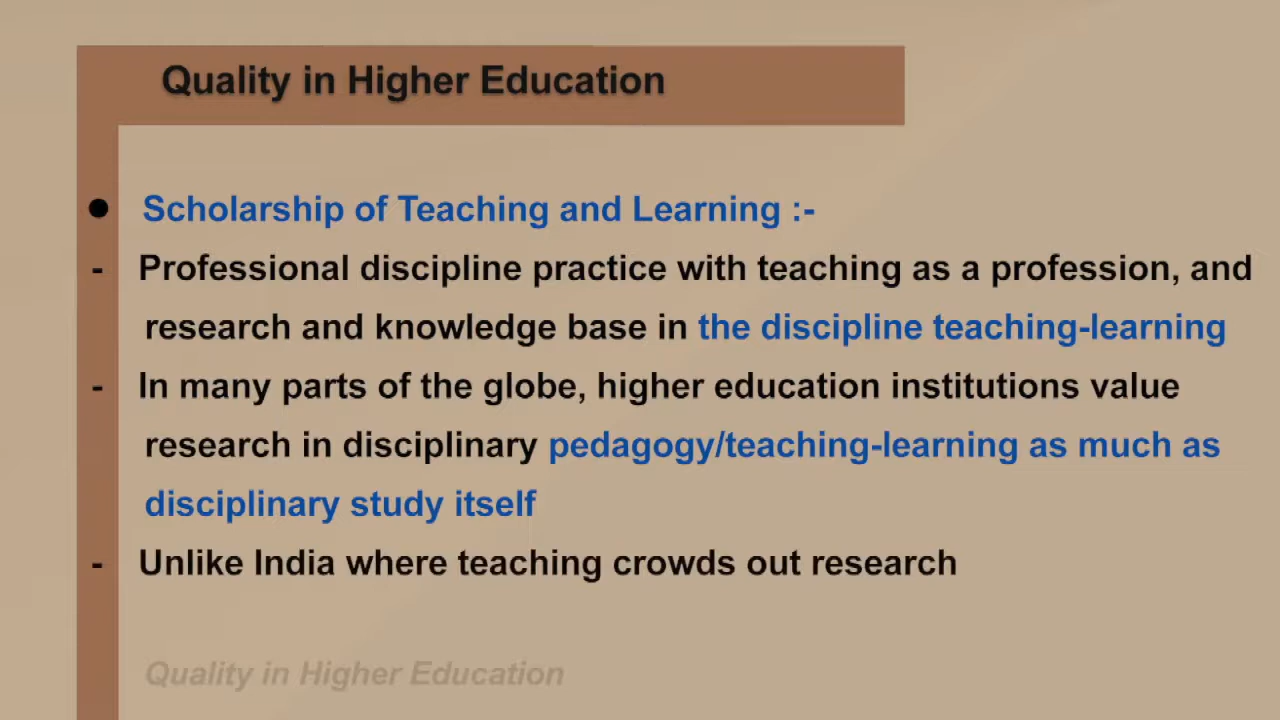 Quality in Higher Education
● Scholarship of Teaching and Learning :-
- Professional discipline practice with teaching as a profession, and
research and knowledge base in the discipline teaching-learning
- In many parts of the globe, higher education institutions value
research in disciplinary pedagogy/teaching-learning as much as
disciplinary study itself
- Unlike India where teaching crowds out research
Quality in Higher Education